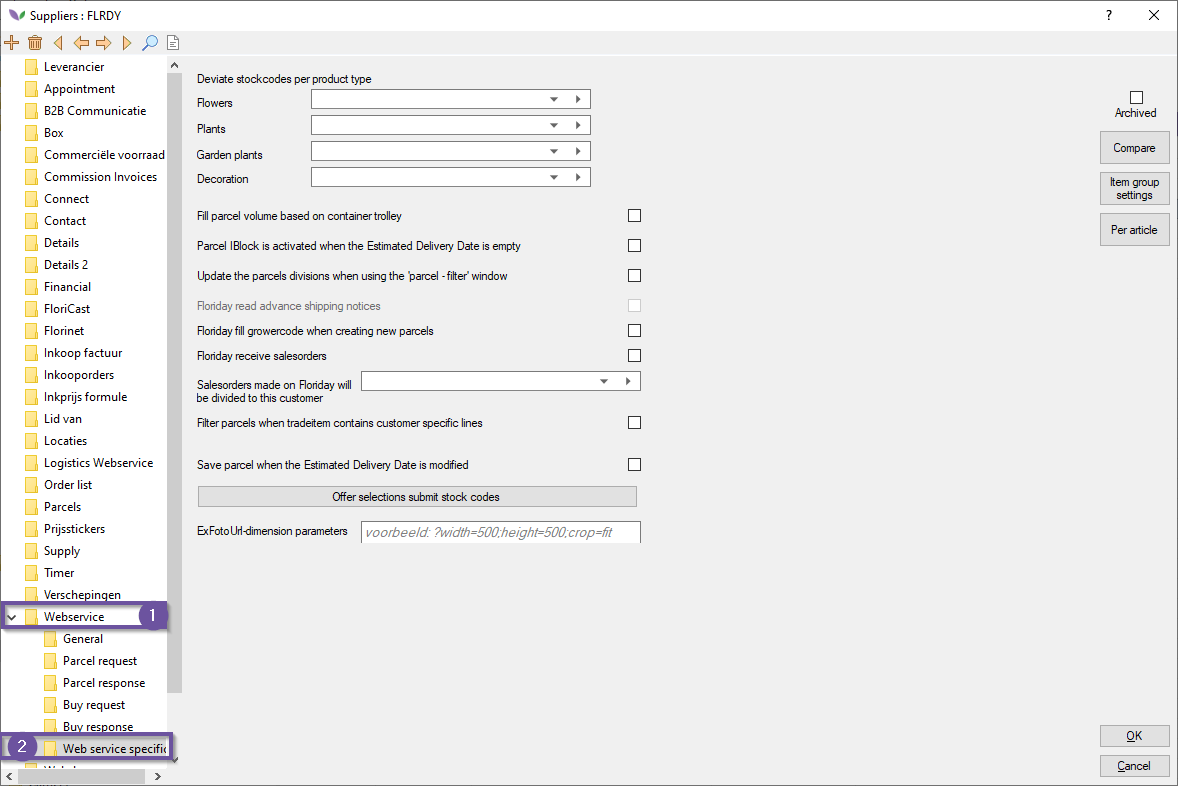 Suppliers : FLRDY
?
Leverancier
Appointment
B2B Communicatie
Box
Commerciële voorraad
Commission Invoices
Connect
Contact
Details
Details 2
Financial
FloriCast
Florinet
Inkoop factuur
Inkooporders
Inkprijs formule
Lid van
Locaties
Logistics Webservice
Order list
Parcels
Prijsstickers
Supply
Timer
Verschepingen
Webservice
1
General
Parcel request
Parcel response
Buy request
Buy response
2
Web service specific
Deviate stockcodes per product type
Flowers
Plants
Garden plants
Decoration
Fill parcel volume based on container trolley
Parcel IBlock is activated when the Estimated Delivery Date is empty
Update the parcels divisions when using the 'parcel - filter' window
Floriday read advance shipping notices
Floriday fill growercode when creating new parcels
Floriday receive salesorders
Salesorders made on Floriday will
be divided to this customer
Filter parcels when tradeitem contains customer specific lines
Save parcel when the Estimated Delivery Date is modified
Offer selections submit stock codes
ExFotoUrl-dimension parameters
voorbeeld: ?width=500;height=500;crop=fit
Archived
Compare
Item group
settings
Per article
OK
Cancel